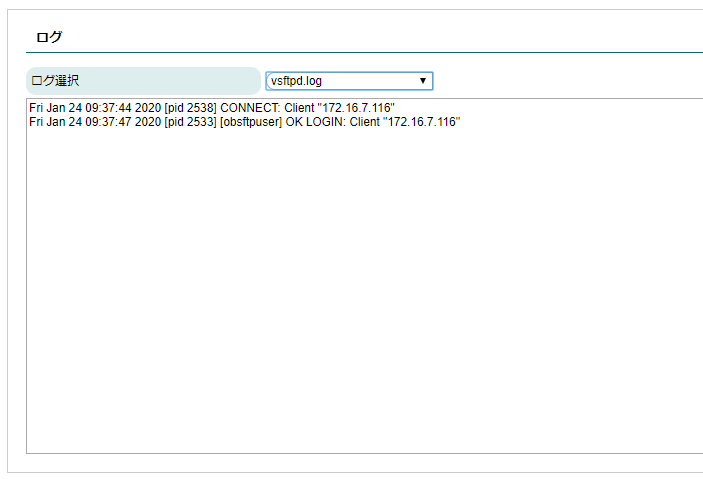 ログ
ログ選択
vsftpd.log
Fri Jan 24 09:37:44 2020 [pid 2538] CONNECT: Client "172.16.7.116"
Fri Jan 24 09:37:47 2020 [pid 2533] [obsftpuser] OK LOGIN: Client "172.16.7.116"